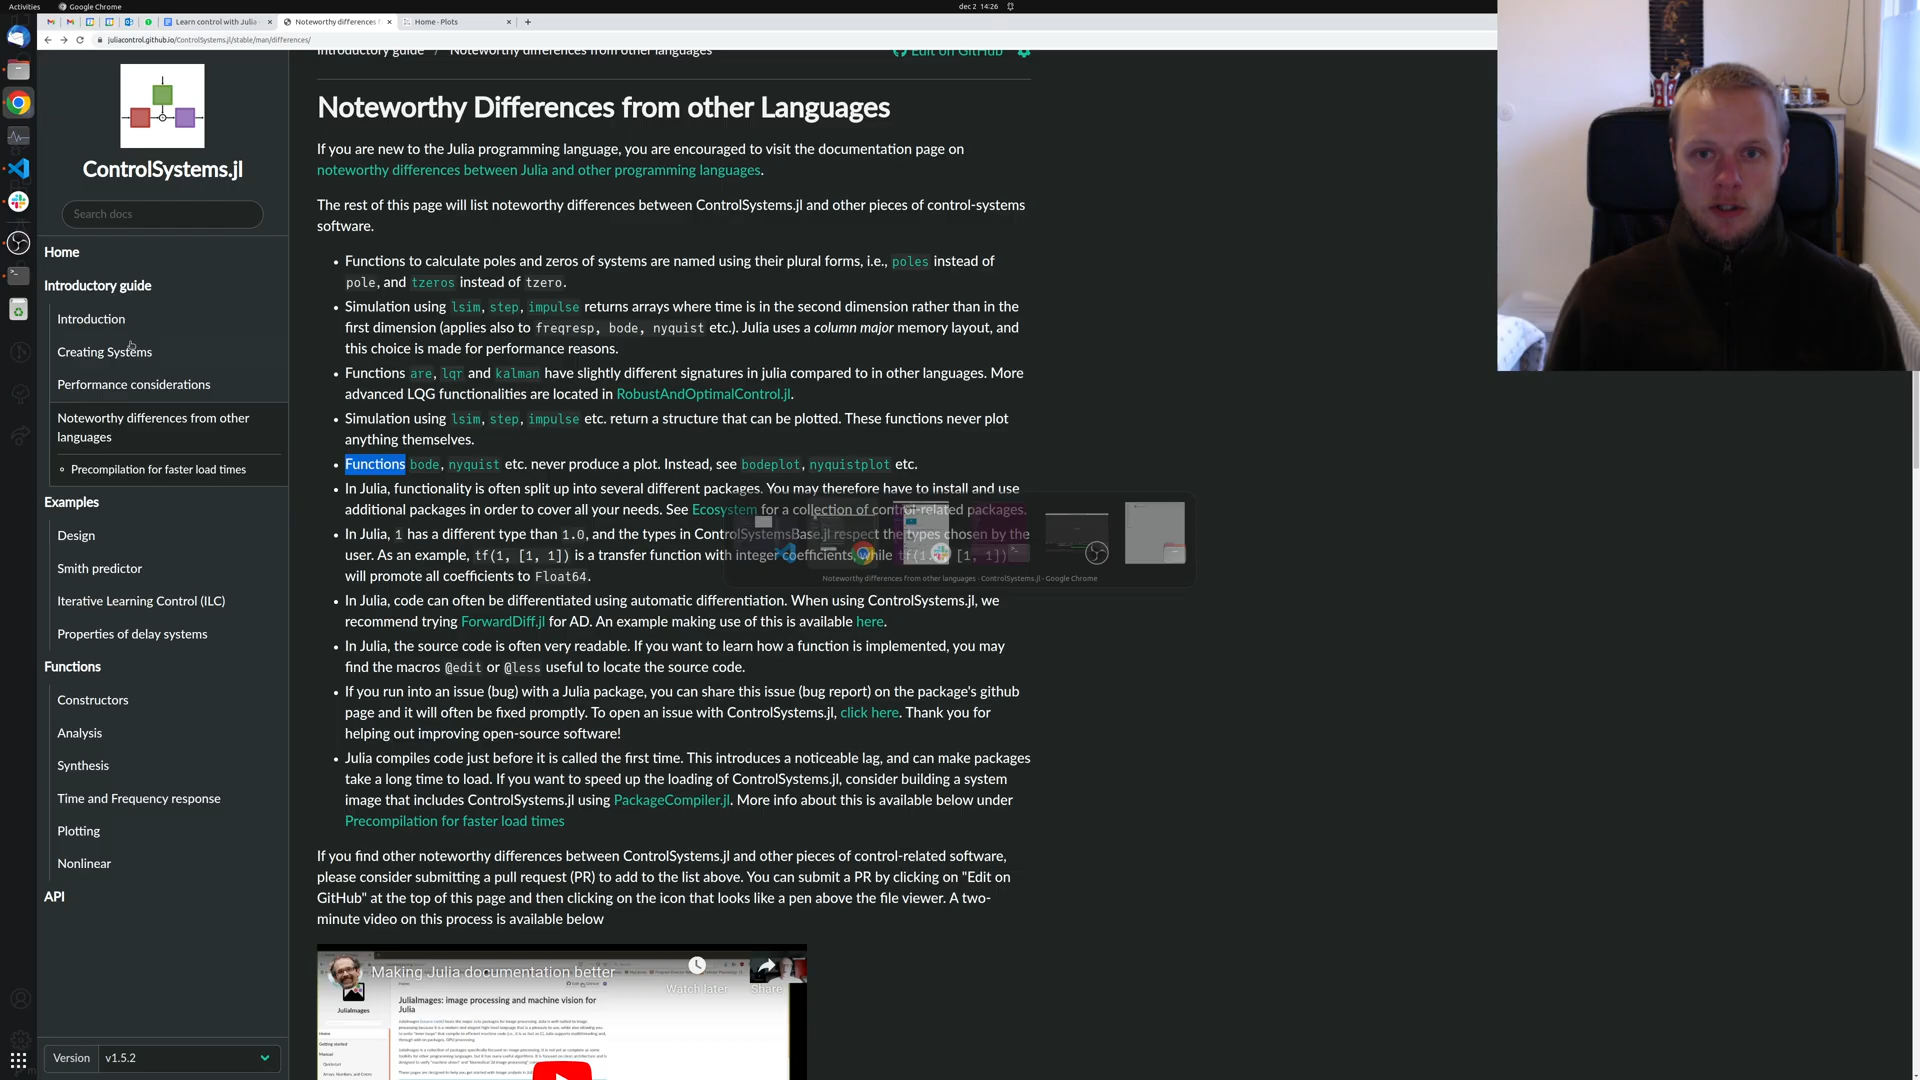 Activities
Google Chrome
dec 2 14:26
Learn control with Julia
Noteworthy differences f
Home · Plots
juliacontrol.github.io/ControlSystems.jl/stable/man/differences/
ControlSystems.jl
Search docs
Home
Introductory guide
Introduction
Creating Systems
Performance considerations
Noteworthy differences from other
languages
Precompilation for faster load times
Examples
Design
Smith predictor
Iterative Learning Control (ILC)
Properties of delay systems
Functions
Constructors
Analysis
Synthesis
Time and Frequency response
Plotting
Nonlinear
API
Version v1.5.2
Introductory guide / Noteworthy differences from other languages
Edit on GitHub
Noteworthy Differences from other Languages
If you are new to the Julia programming language, you are encouraged to visit the documentation page on
noteworthy differences between Julia and other programming languages.
The rest of this page will list noteworthy differences between ControlSystems.jl and other pieces of control-systems
software.
• Functions to calculate poles and zeros of systems are named using their plural forms, i.e., poles instead of
pole, and tzeros instead of tzero.
• Simulation using lsim, step, impulse returns arrays where time is in the second dimension rather than in the
first dimension (applies also to freqresp, bode, nyquist etc.). Julia uses a column major memory layout, and
this choice is made for performance reasons.
• Functions are, lqr and kalman have slightly different signatures in julia compared to in other languages. More
advanced LQG functionalities are located in RobustAndOptimalControl.jl.
• Simulation using lsim, step, impulse etc. return a structure that can be plotted. These functions never plot
anything themselves.
• Functions bode, nyquist etc. never produce a plot. Instead, see bodeplot, nyquistplot etc.
• In Julia, functionality is often split up into several different packages. You may therefore have to install and use
additional packages in order to cover all your needs. See Ecosystem for a collection of control-related packages.
• In Julia, 1 has a different type than 1.0, and the types in ControlSystemsBase.jl respect the types chosen by the
user. As an example, tf(1, [1, 1]) is a transfer function with integer coefficients, while tf(1.0, [1, 1])
will promote all coefficients to Float64.
• In Julia, code can often be differentiated using automatic differentiation. When using ControlSystems.jl, we
recommend trying ForwardDiff.jl for AD. An example making use of this is available here.
• In Julia, the source code is often very readable. If you want to learn how a function is implemented, you may
find the macros @edit or @less useful to locate the source code.
• If you run into an issue (bug) with a Julia package, you can share this issue (bug report) on the package's github
page and it will often be fixed promptly. To open an issue with ControlSystems.jl, click here. Thank you for
helping out improving open-source software!
• Julia compiles code just before it is called the first time. This introduces a noticeable lag, and can make packages
take a long time to load. If you want to speed up the loading of ControlSystems.jl, consider building a system
image that includes ControlSystems.jl using PackageCompiler.jl. More info about this is available below under
Precompilation for faster load times
Noteworthy differences from other languages · ControlSystems.jl - Google Chrome
If you find other noteworthy differences between ControlSystems.jl and other pieces of control-related software,
please consider submitting a pull request (PR) to add to the list above. You can submit a PR by clicking on "Edit on
GitHub" at the top of this page and then clicking on the icon that looks like a pen above the file viewer. A two-
minute video on this process is available below
Making Julia documentation better
Watch later
Share
JuliaImages
JuliaImages: image processing and machine vision for
Julia